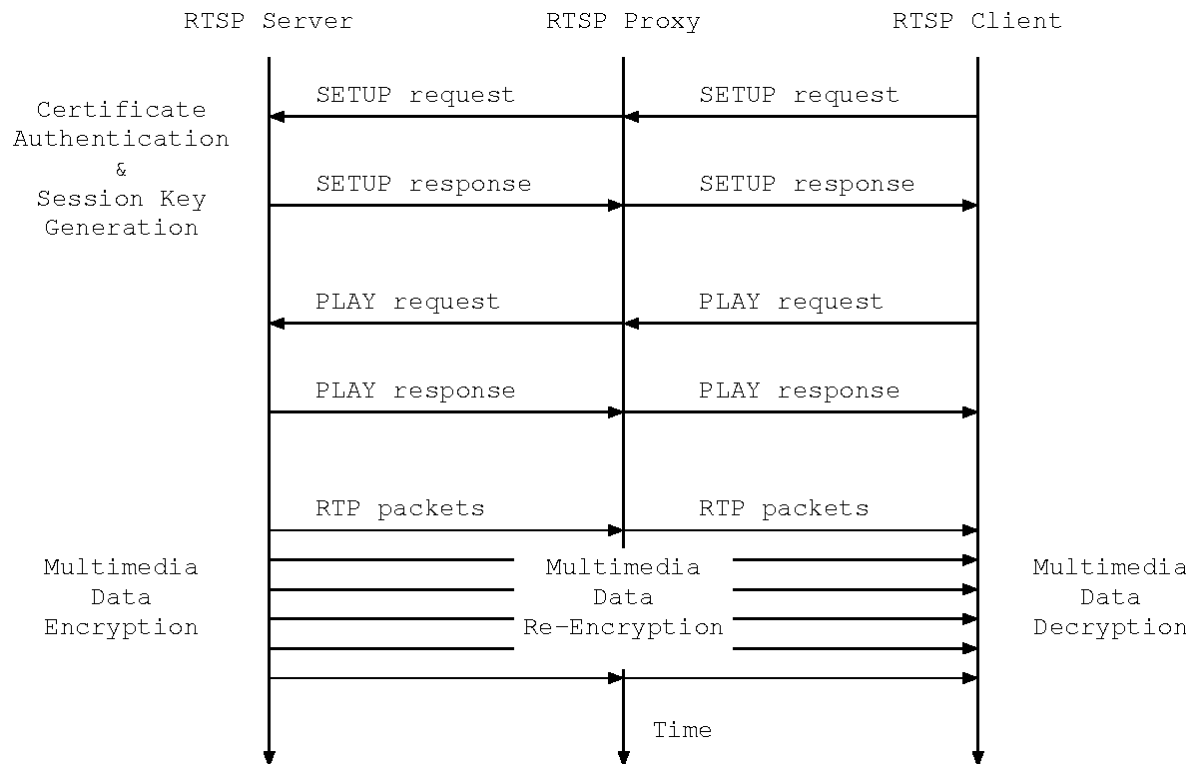 RTSP Server
RTSP Proxy
RTSP Client
SETUP request
SETUP request
Certificate
Authentication
&
Session Key
Generation
SETUP response
SETUP response
PLAY request
PLAY request
PLAY response
PLAY response
RTP packets
RTP packets
Multimedia
Data
Encryption
Multimedia
Data
Re-Encryption
Multimedia
Data
Decryption
Time